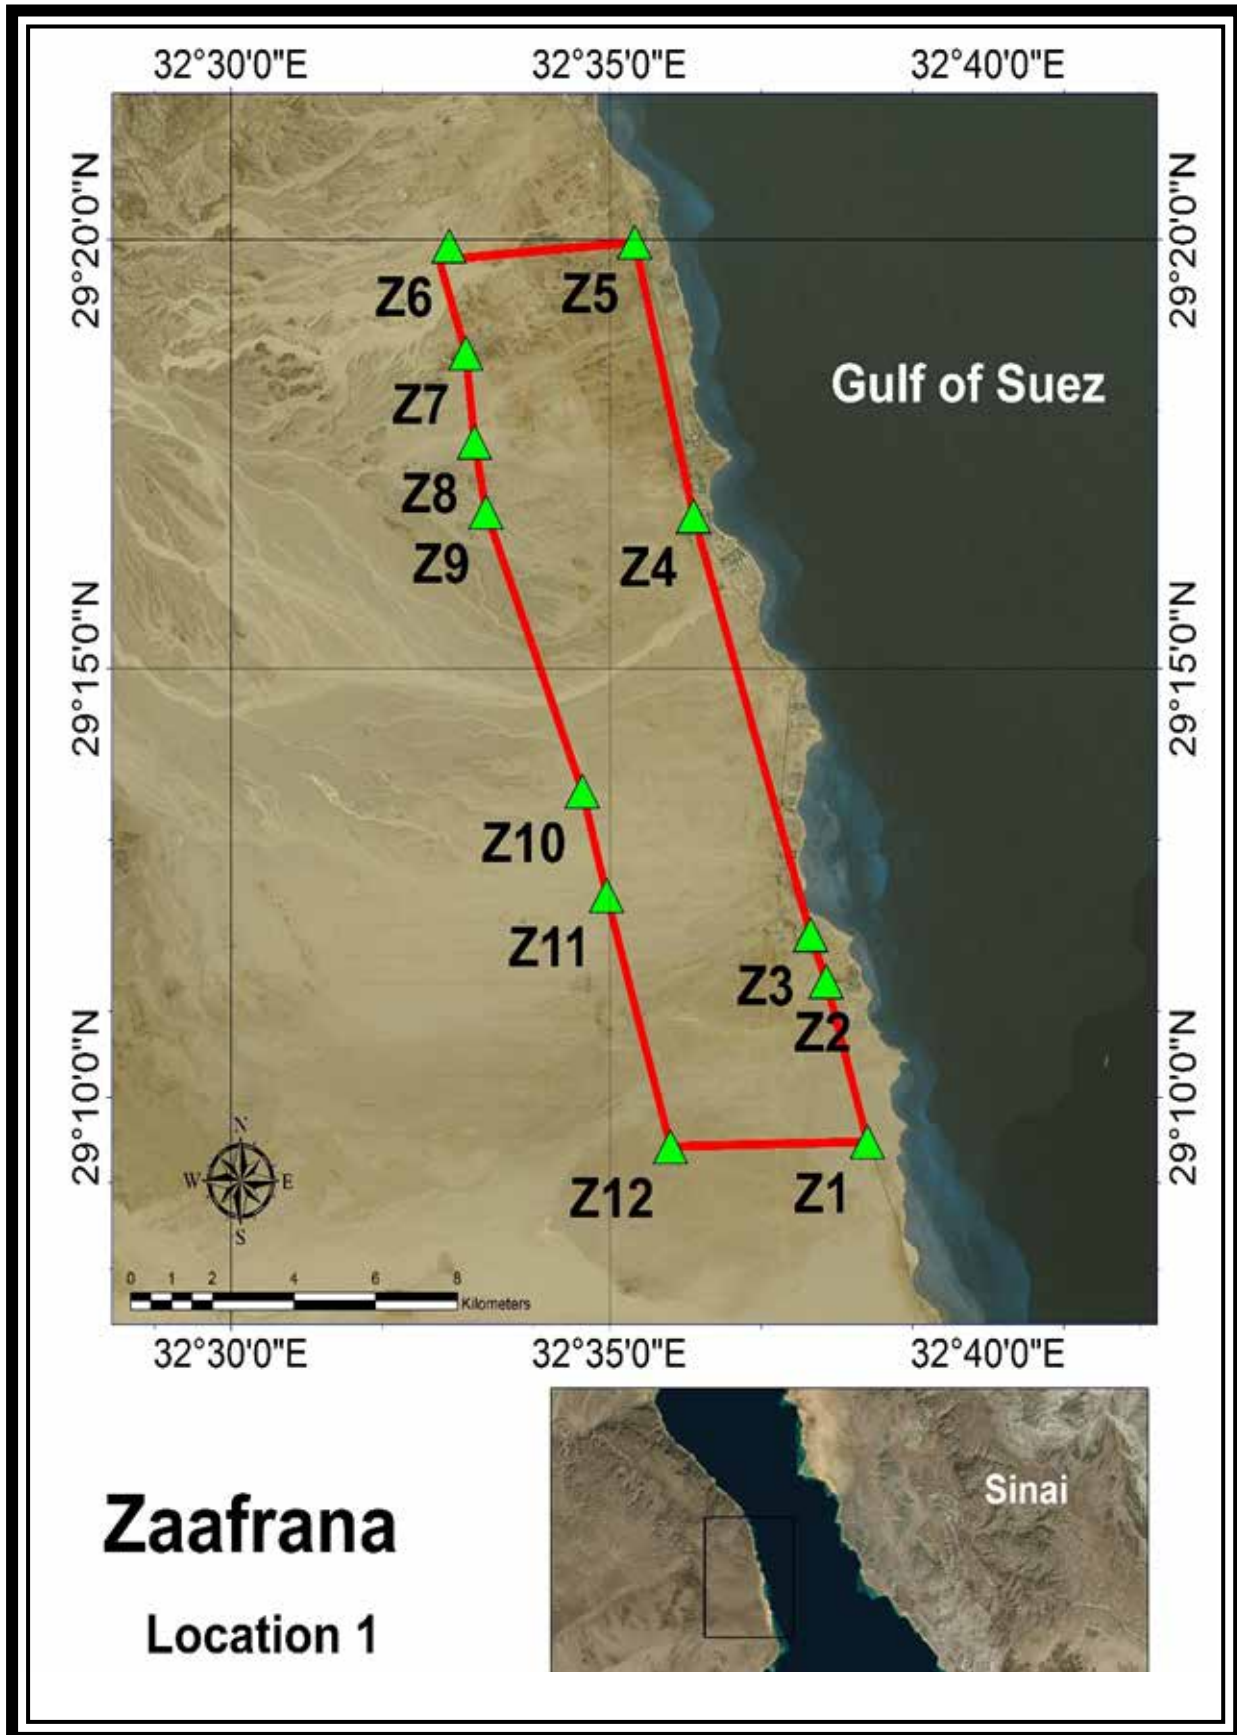 32°30'0"E 32°35'0"E 32°40'0"E
29°20'0"N 29°20'0"N
Z6 Z5
Gulf of Suez
Z7
Z8
Z9 Z4
29°15'0"N 29°15'0"N
Z10
Z11
Z3
Z2
29°10'0"N 29°10'0"N
N
W E
S
Z12 Z1
0 1 2 4 6 8
Kilometers
32°30'0"E 32°35'0"E 32°40'0"E
Sinai
Zaafrana
Location 1